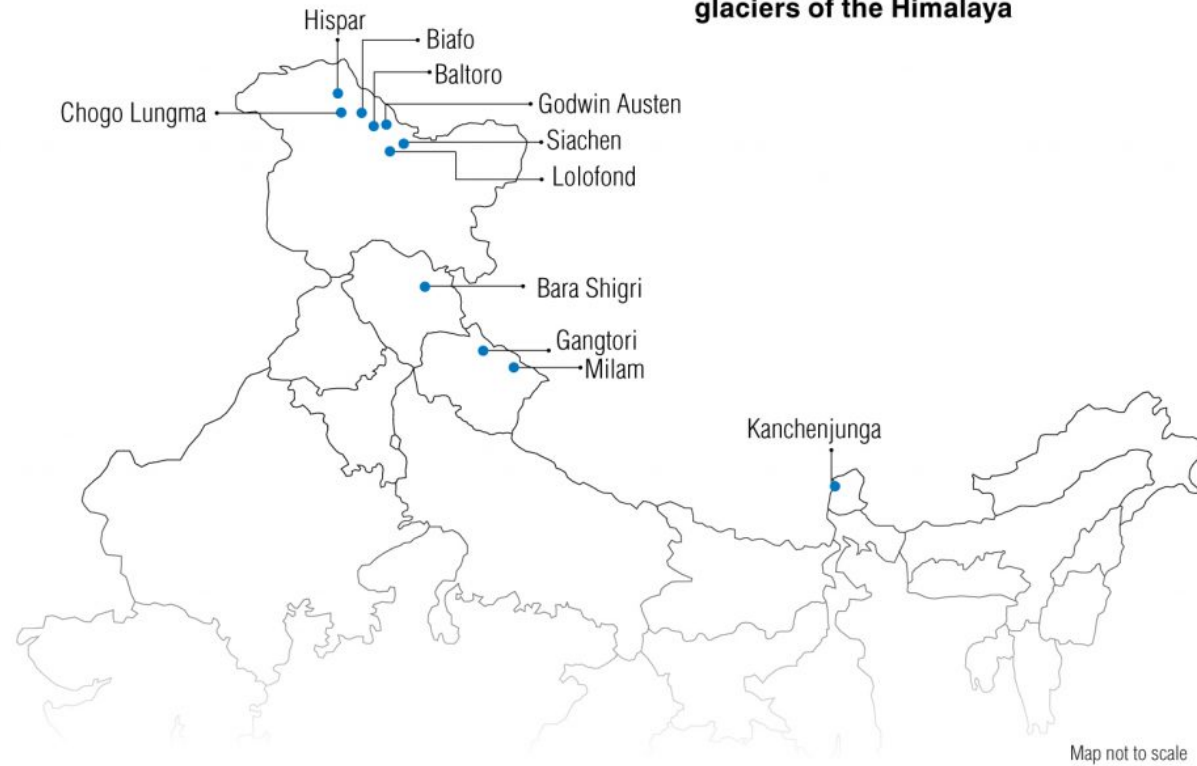 glaciers of the Himalaya
Hispar
Biafo
Baltoro
Chogo Lungma
Godwin Austen
Siachen
Lolofond
Bara Shigri
Gangtori
Milam
Kanchenjunga
Map not to scale